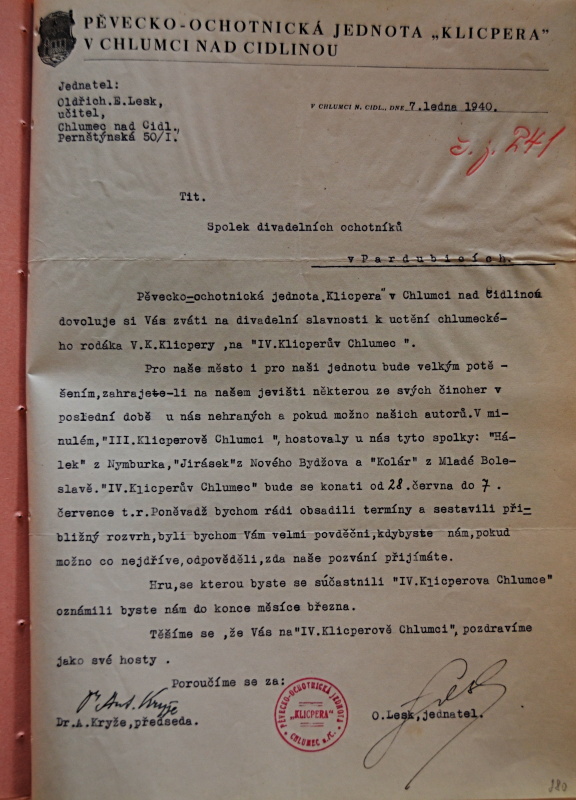 PĚVECKO-OCHOTNICKÁ JEDNOTA „KLICPERA”
V CHLUMCI NAD CIDLINOU
Jednatel:
Oldřich.E.Lesk,
učitel,
Chlumec nad Cidl.,
Pernštýnská 50/I.
V CHLUMCI N. CIDL., DNE 7.ledna 1940.
č. j. 241
Tit.
Spolek divadelních ochotníků
v Pardubicích.
Pěvecko-ochotnická jednota „Klicpera" v Chlumci nad Cidlinou
dovoluje si Vás zváti na divadelní slavnosti k uctění chlumecké-
ho rodáka V.K.Klicpery ,na "IV.Klicperův Chlumec ".
Pro naše město i pro naši jednotu bude velkým potě -
šením,zahrajete-li na našem jevišti některou ze svých činoher v
poslední době u nás nehraných a pokud možno našich autorů.V mi-
nulém,"III.Klicperově Chlumci ",hostovaly u nás tyto spolky: "Há-
lek" z Nymburka,"Jirásek"z Nového Bydžova a "Kolár" z Mladé Bole-
slavě."IV.Klicperův Chlumec" bude se konati od 28.června do 7.
července t.r.Poněvadž bychom rádi obsadili termíny a sestavili při-
bližný rozvrh,byli bychom Vám velmi povděčni,kdybyste nám,pokud
možno co nejdříve,odpověděli,zda naše pozvání přijímáte.
Hru,se kterou byste se súčastnili "IV.Klicperova Chlumce"
oznámili byste nám do konce měsíce března.
Těšíme se ,že Vás na"IV.Klicperově Chlumci",pozdravíme
jako své hosty .
Poroučíme se za:
Dr Ant. Kryže
Dr.A.Kryže,předseda.
PĚVECKO-OCHOTNICKÁ JEDNOTA
„KLICPERA"
CHLUMEC n.C.
Lesk
O.Lesk,jednatel.
220